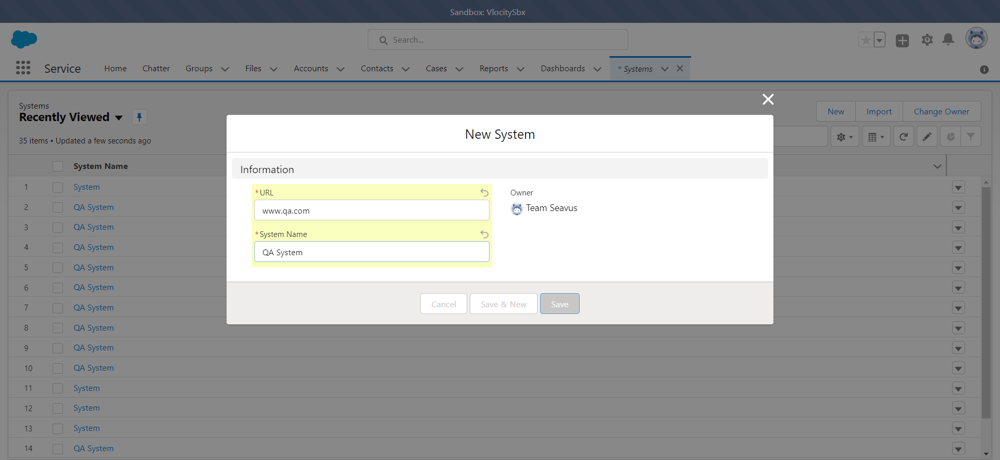 Sandbox: VlocitySbx
Search...
Service Home Chatter Groups Files Accounts Contacts Cases Reports Dashboards * Systems
Systems
Recently Viewed
New Import Change Owner
35 items • Updated a few seconds ago
System Name
1 System
2 QA System
3 QA System
4 QA System
5 QA System
6 QA System
7 QA System
8 QA System
9 QA System
10 QA System
11 System
12 System
13 System
14 QA System
New System
Information
*URL
www.qa.com
Owner
Team Seavus
*System Name
QA System
Cancel Save & New Save